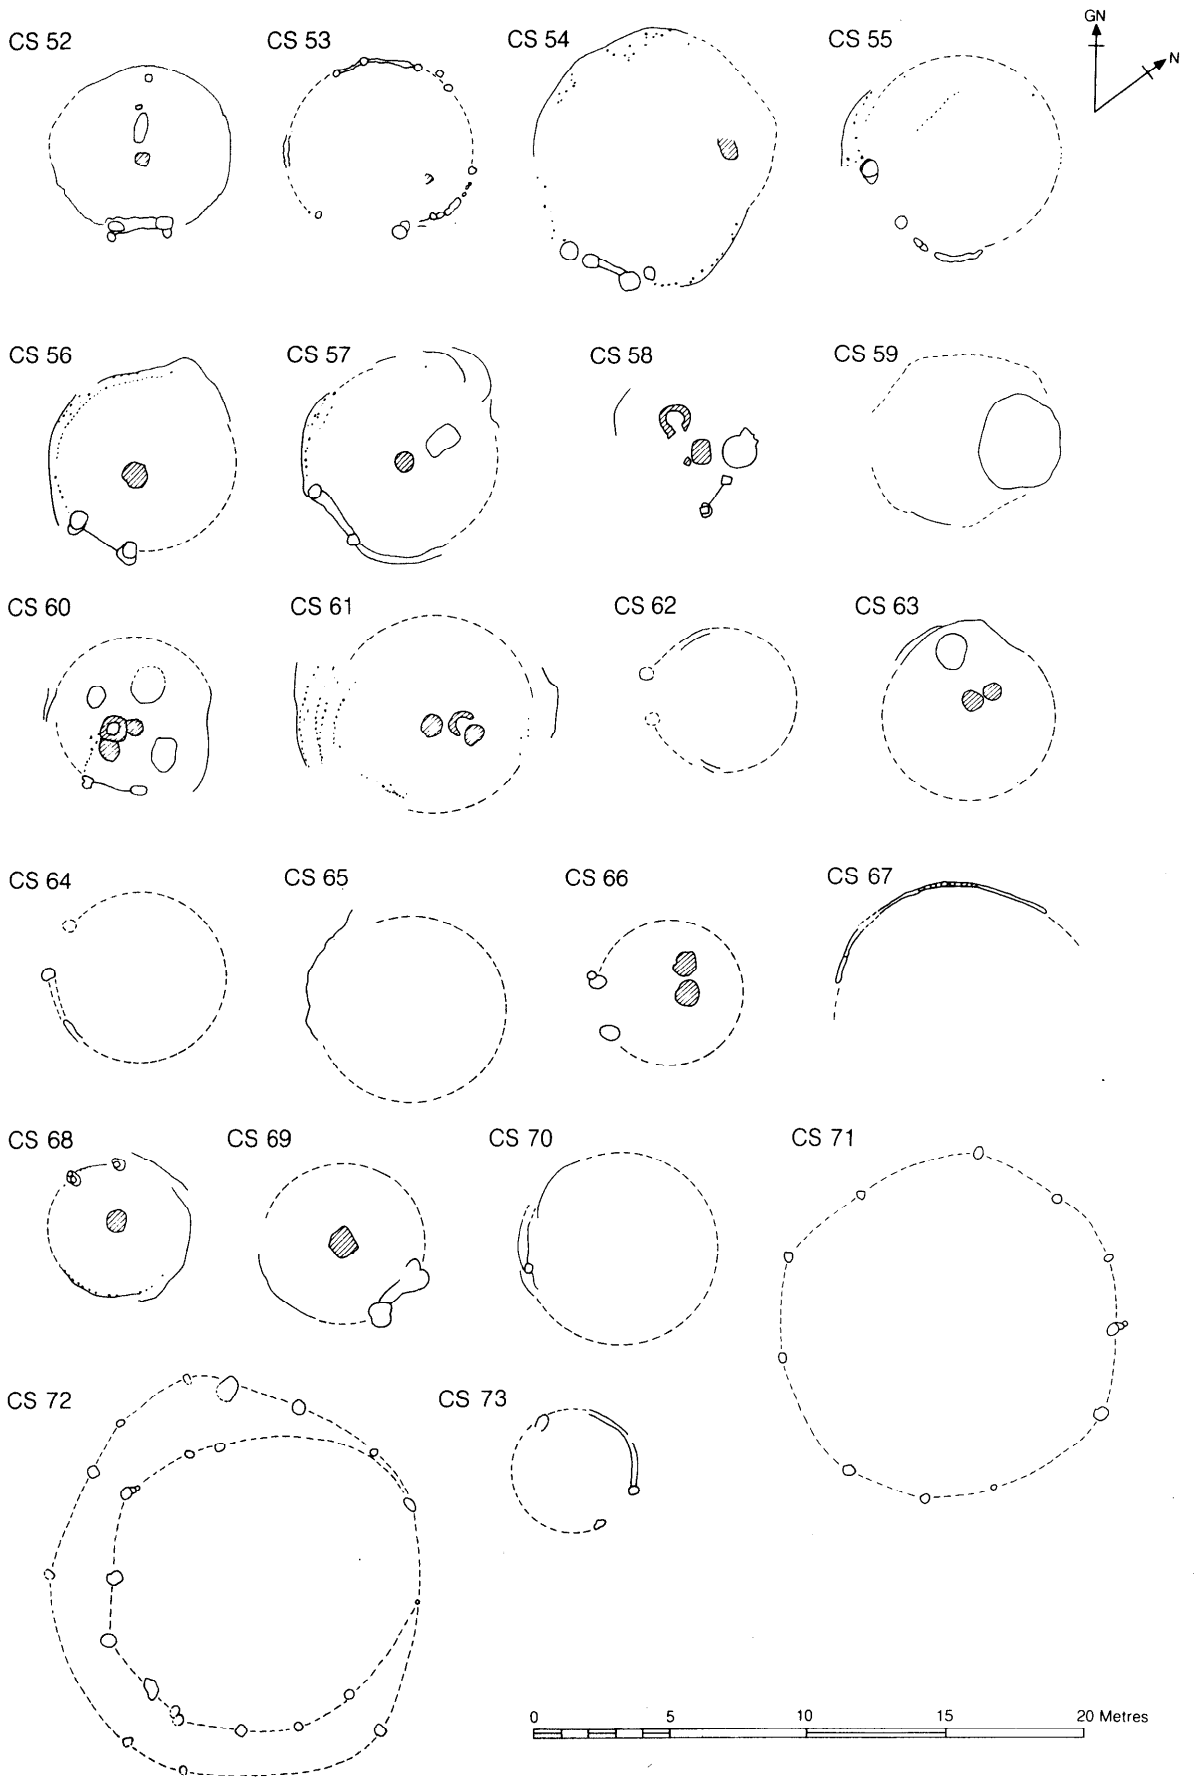 GN
N
CS 52 CS 53 CS 54 CS 55
CS 56 CS 57 CS 58 CS 59
CS 60 CS 61 CS 62 CS 63
CS 64 CS 65 CS 66 CS 67
CS 68 CS 69 CS 70 CS 71
CS 72 CS 73
0 5 10 15 20 Metres